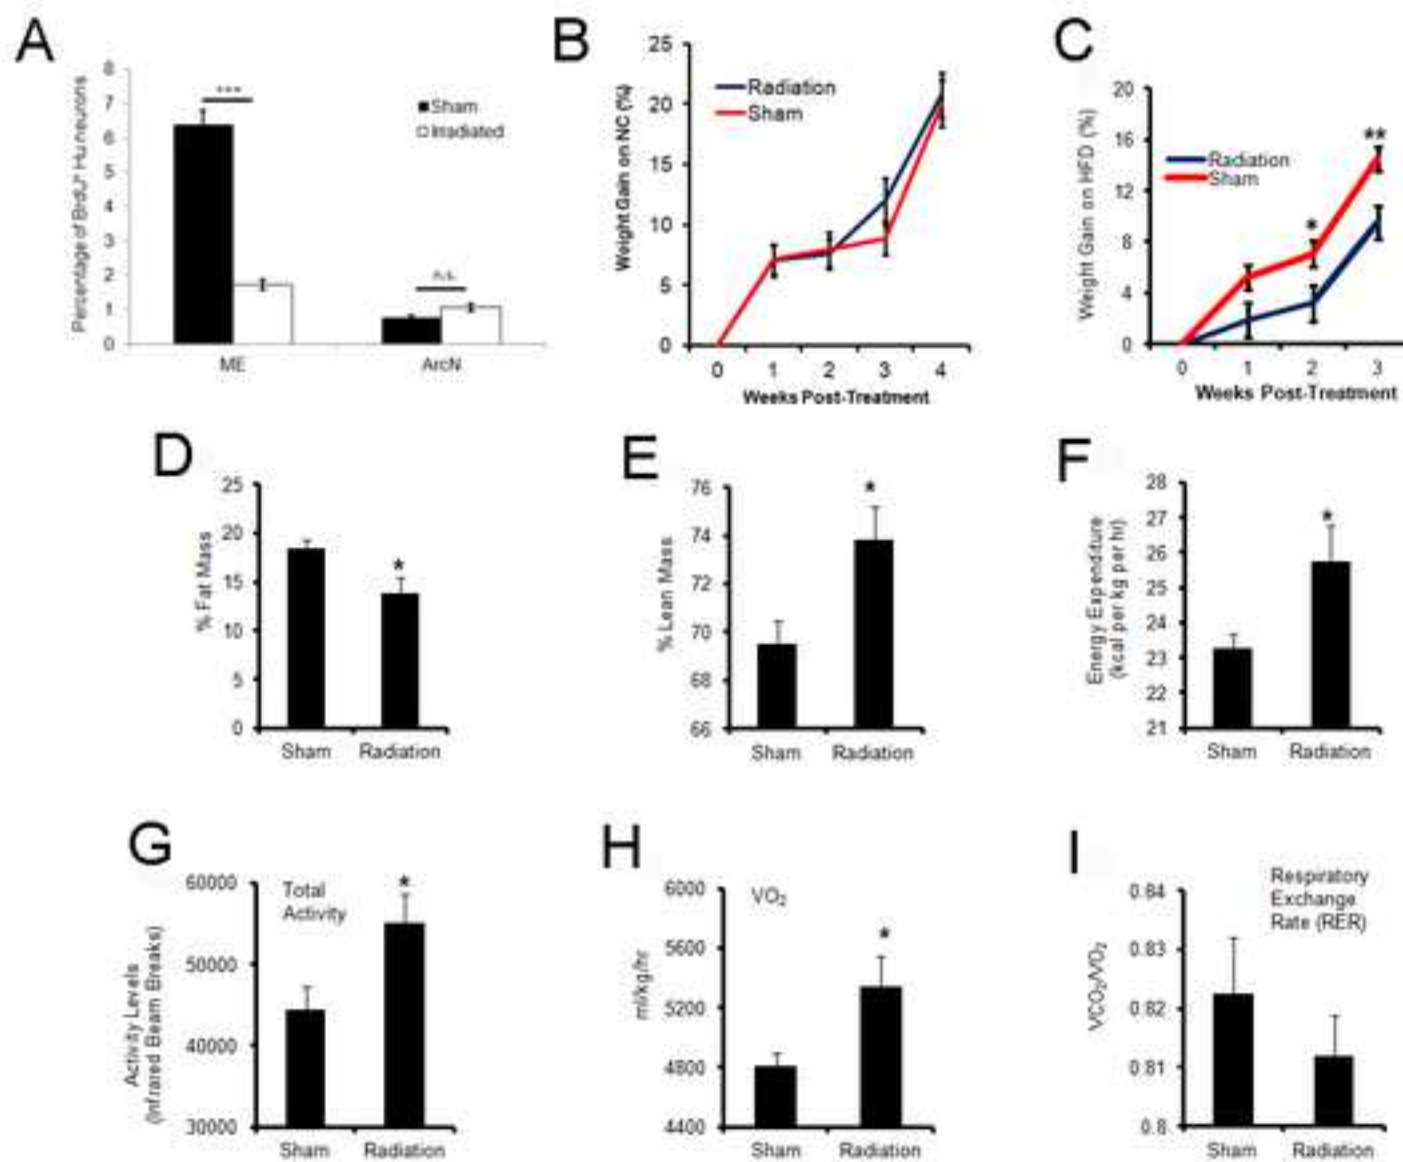 A
Percentage of BrdU⁺ Hu neurons
8
7
6
5
4
3
2
1
0
***
n.s.
Sham
Irradiated
ME
ArcN
B
Weight Gain on NC (%)
25
20
15
10
5
0
Radiation
Sham
0 1 2 3 4
Weeks Post-Treatment
C
Weight Gain on HFD (%)
20
16
12
8
4
0
Radiation
Sham
*
**
0 1 2 3
Weeks Post-Treatment
D
% Fat Mass
25
20
15
10
5
0
*
Sham Radiation
E
% Lean Mass
76
74
72
70
68
66
*
Sham Radiation
F
Energy Expenditure
(kcal per kg per hr)
28
27
26
25
24
23
22
21
*
Sham Radiation
G
Activity Levels
(Infrared Beam Breaks)
60000
50000
40000
30000
Total
Activity
*
Sham Radiation
H
ml/kg/hr
6000
5600
5200
4800
4400
VO₂
*
Sham Radiation
I
VCO₂/VO₂
0.84
0.83
0.82
0.81
0.8
Respiratory
Exchange
Rate (RER)
Sham Radiation